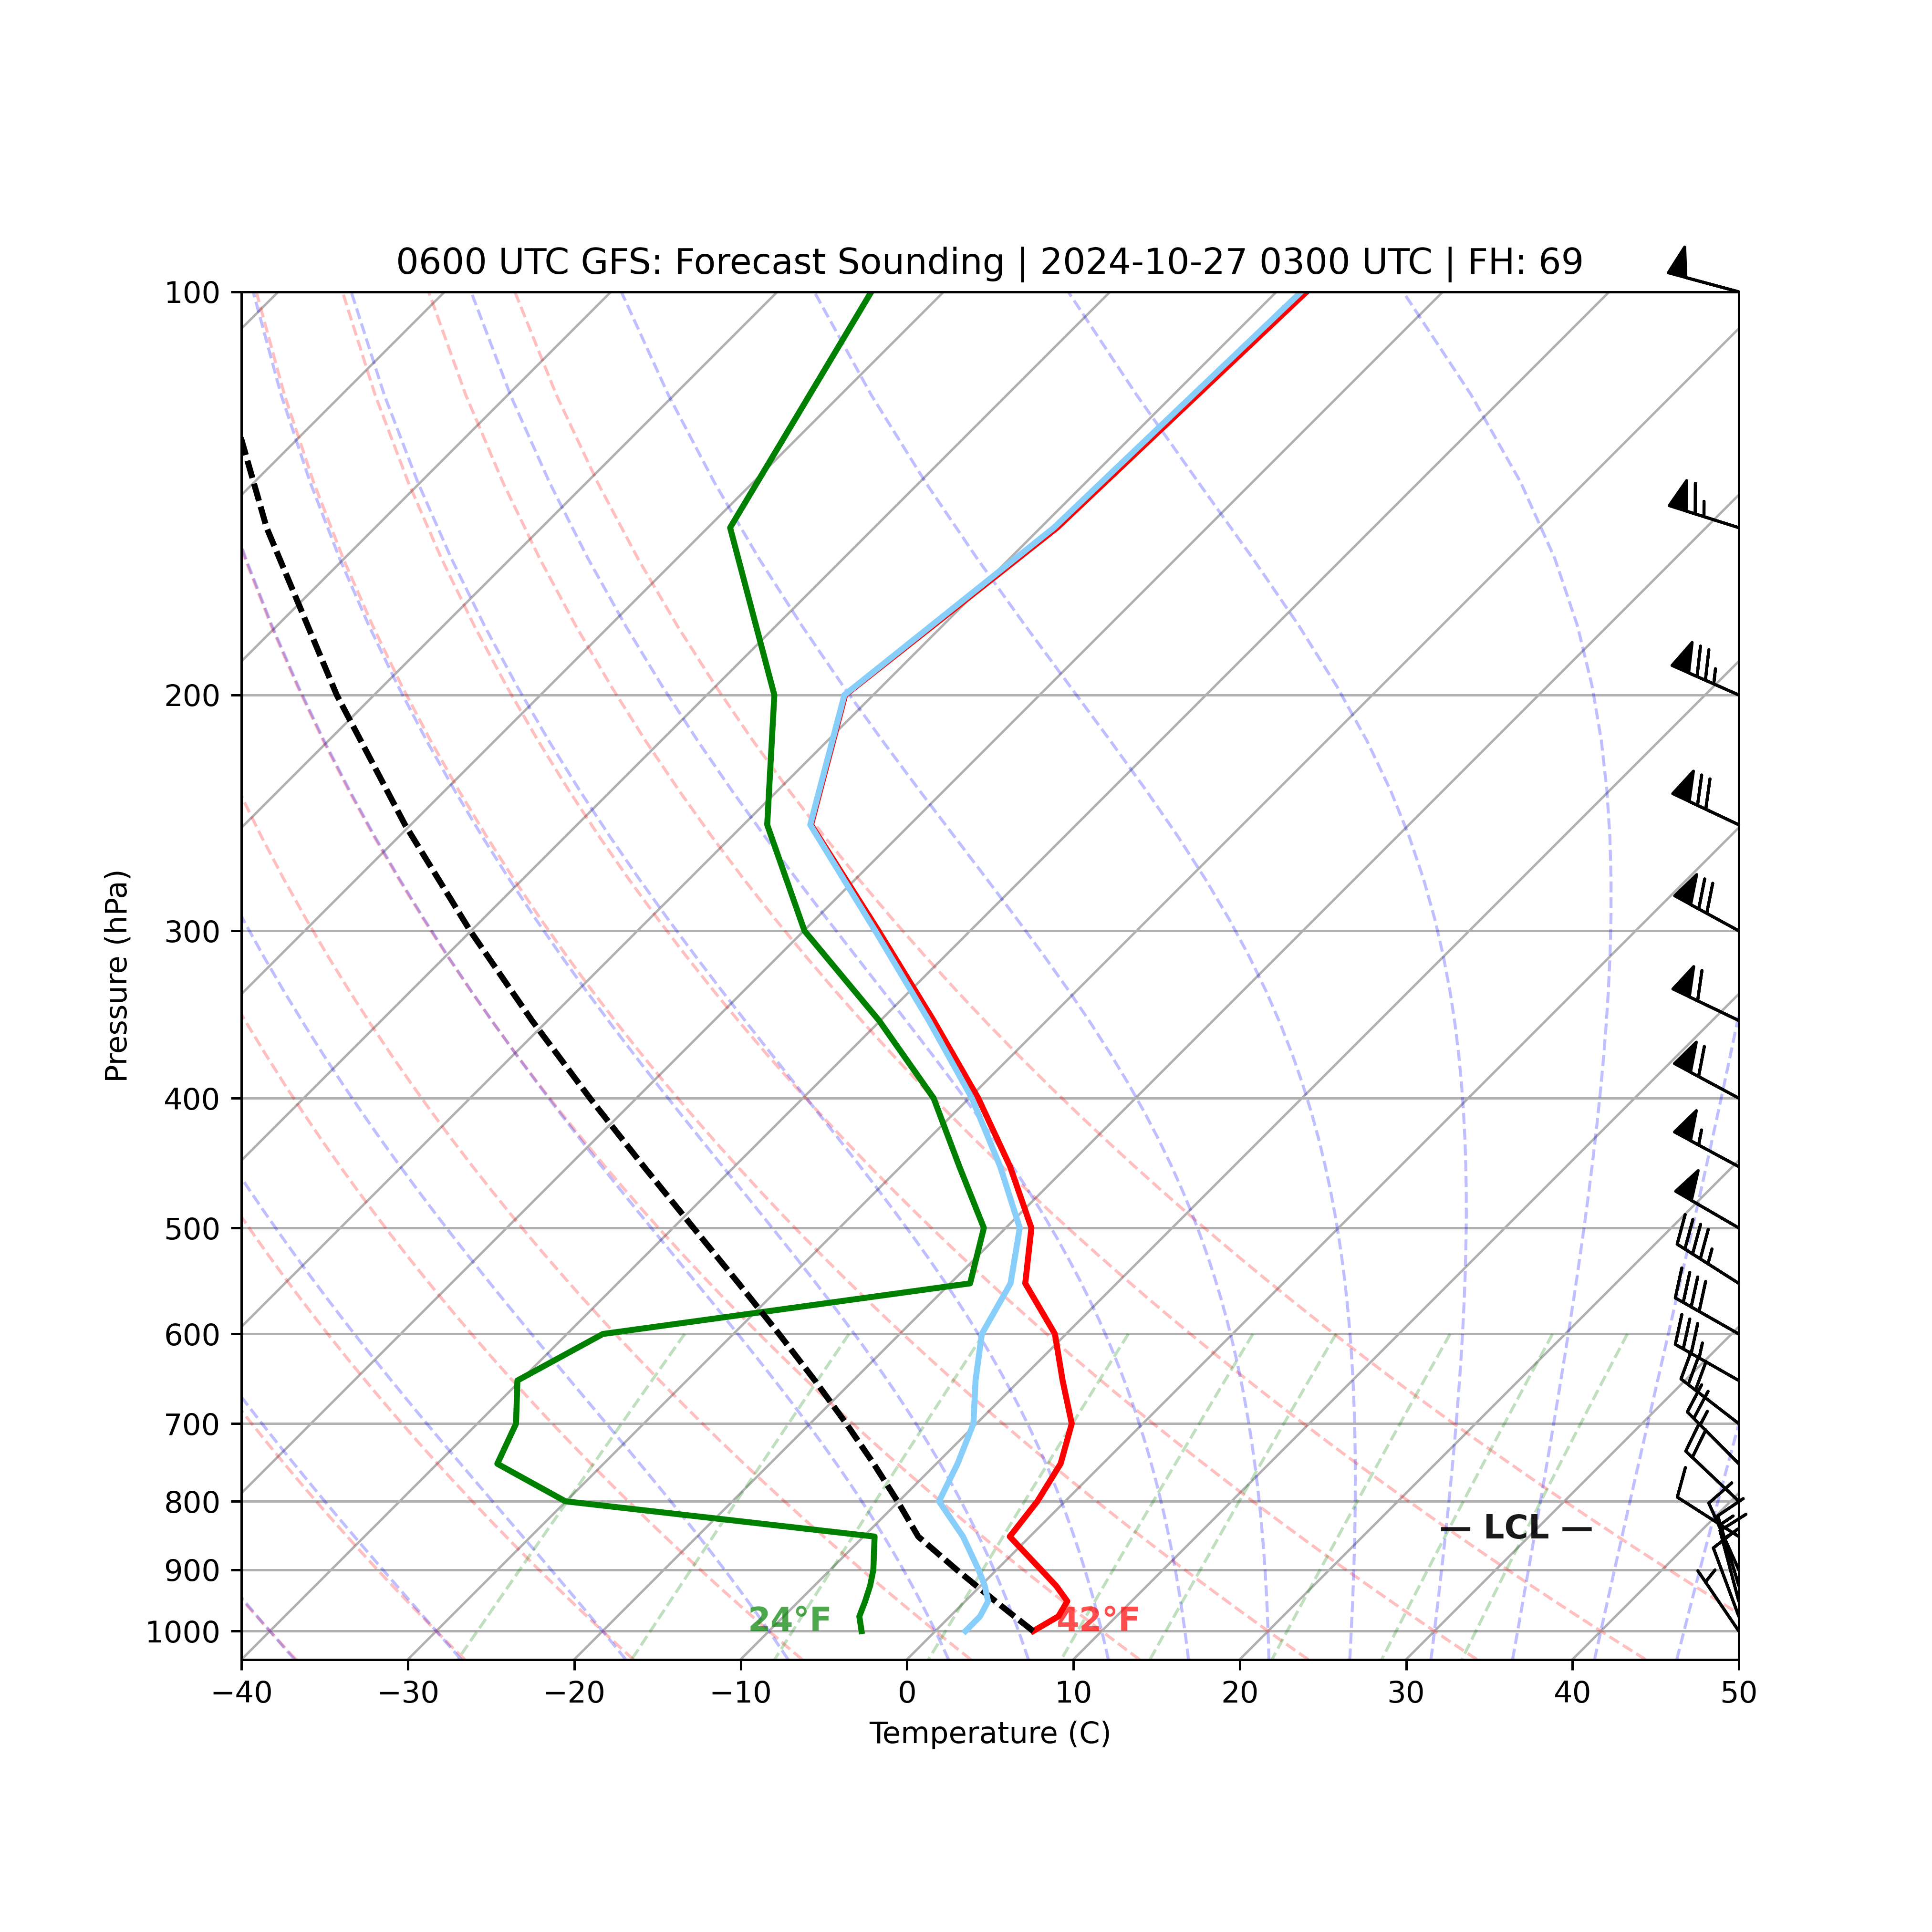 0600 UTC GFS: Forecast Sounding | 2024-10-27 0300 UTC | FH: 69
100
200
300
400
500
600
700
800
900
1000
Pressure (hPa)
— LCL —
24°F
42°F
−40 −30 −20 −10 0 10 20 30 40 50
Temperature (C)